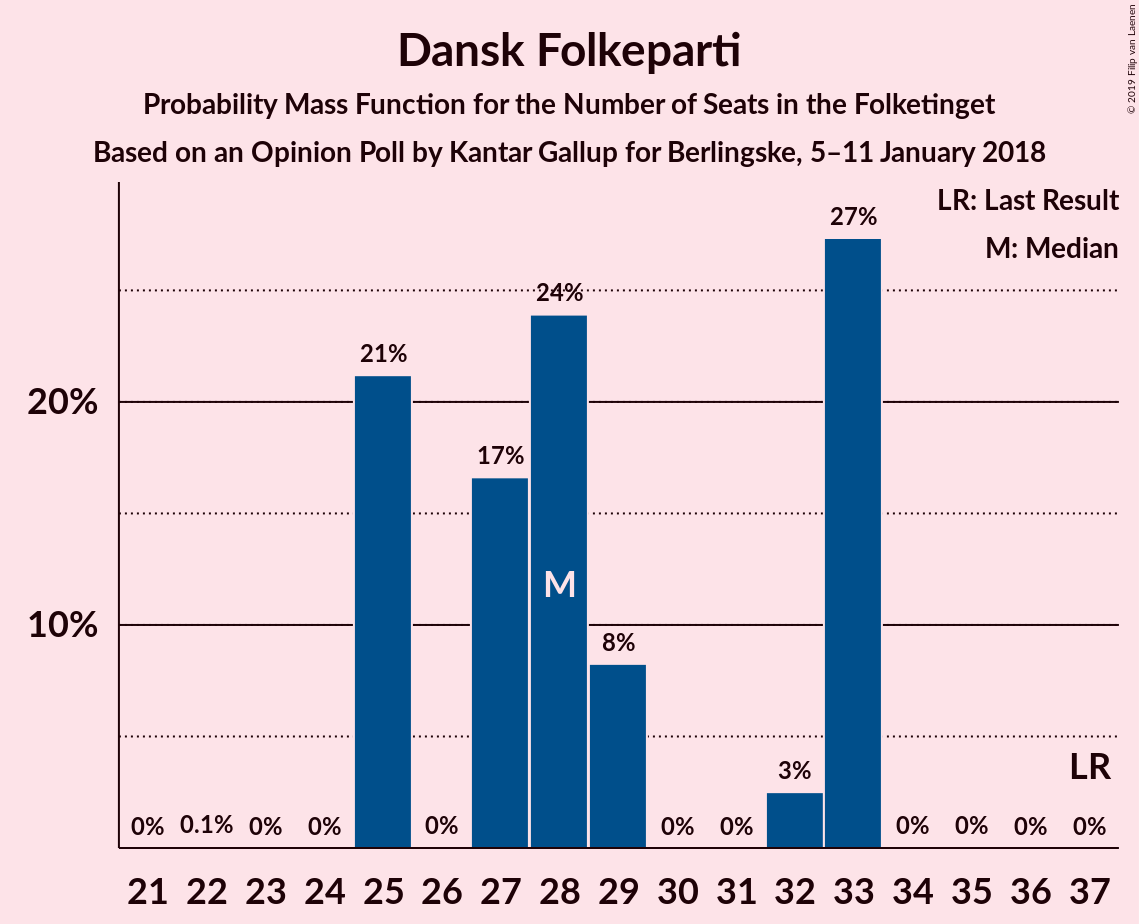 Dansk Folkeparti
Probability Mass Function for the Number of Seats in the Folketinget
Based on an Opinion Poll by Kantar Gallup for Berlingske, 5–11 January 2018
© 2019 Filip van Laenen
LR: Last Result
M: Median
27%
24%
21%
20%
17%
M
10%
8%
LR
3%
0% 0.1% 0% 0% 0% 0% 0% 0% 0% 0% 0%
21 22 23 24 25 26 27 28 29 30 31 32 33 34 35 36 37